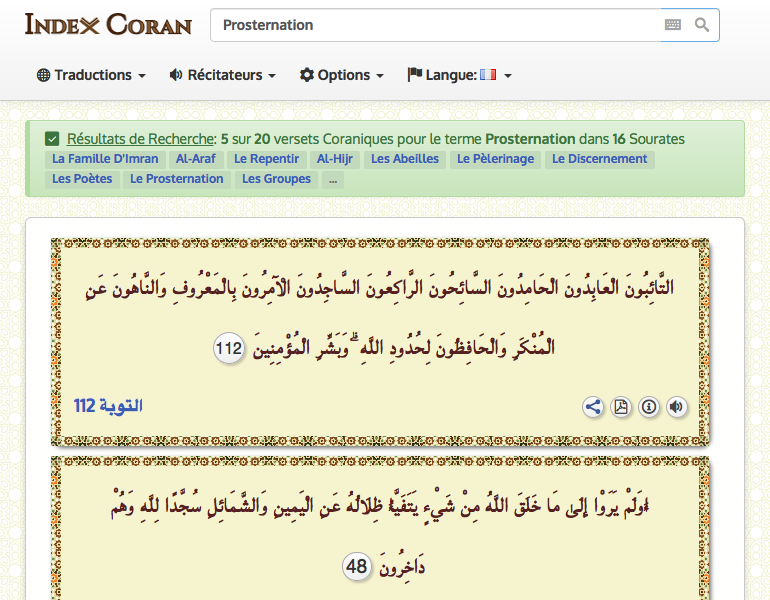 INDEX CORAN
Prosternation
Traductions
Récitateurs
Options
Langue:
Résultats de Recherche: 5 sur 20 versets Coraniques pour le terme Prosternation dans 16 Sourates
La Famille D'Imran Al-Araf Le Repentir Al-Hijr Les Abeilles Le Pèlerinage Le Discernement
Les Poètes Le Prosternation Les Groupes ...
التَّائِبُونَ الْعَابِدُونَ الْحَامِدُونَ السَّائِحُونَ الرَّاكِعُونَ السَّاجِدُونَ الْآمِرُونَ بِالْمَعْرُوفِ وَالنَّاهُونَ عَنِ
الْمُنْكَرِ وَالْحَافِظُونَ لِحُدُودِ اللَّهِ ۗ وَبَشِّرِ الْمُؤْمِنِينَ 112
التوبة 112
أَوَلَمْ يَرَوْا إِلَىٰ مَا خَلَقَ اللَّهُ مِنْ شَيْءٍ يَتَفَيَّأُ ظِلَالُهُ عَنِ الْيَمِينِ وَالشَّمَائِلِ سُجَّدًا لِلَّهِ وَهُمْ
دَاخِرُونَ 48